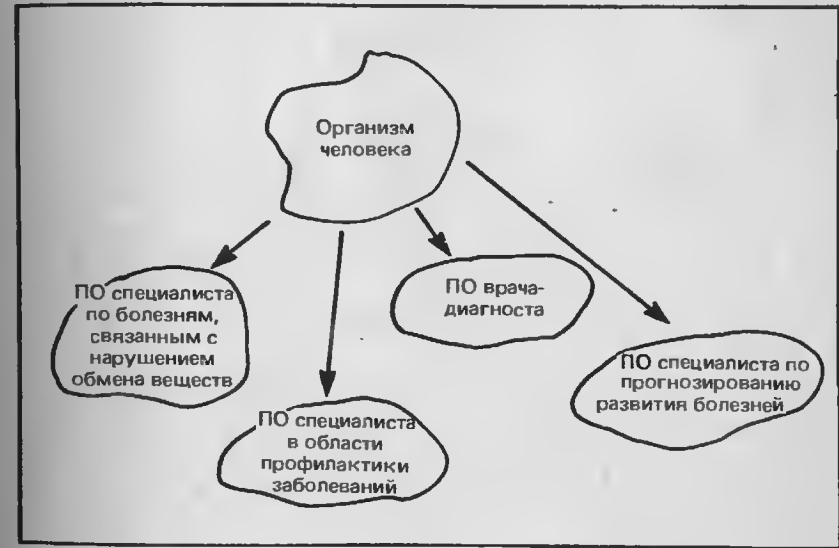 Организм
человека
ПО специалиста
по болезням,
связанным с
нарушением
обмена веществ
ПО врача-
диагноста
ПО специалиста по
прогнозированию
развития болезней
ПО специалиста
в области
профилактики
заболеваний